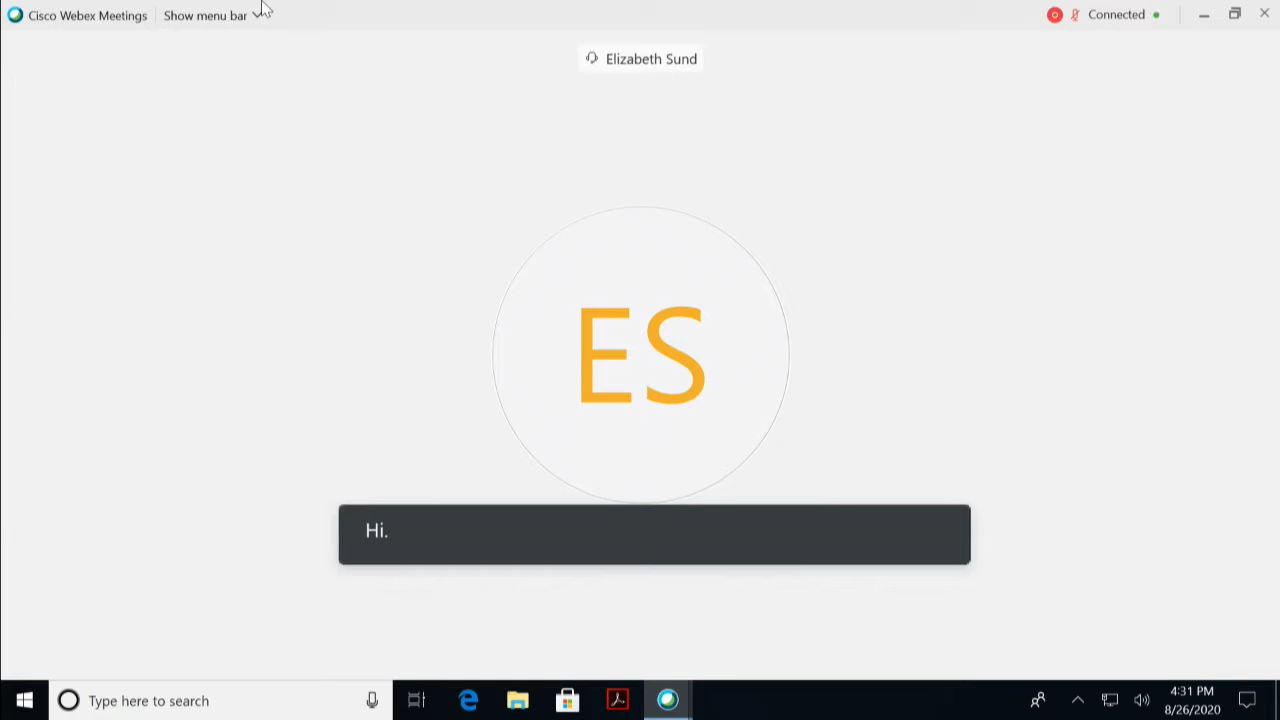 Cisco Webex Meetings
Show menu bar
Connected
Elizabeth Sund
ES
Hi.
Type here to search
4:31 PM
8/26/2020